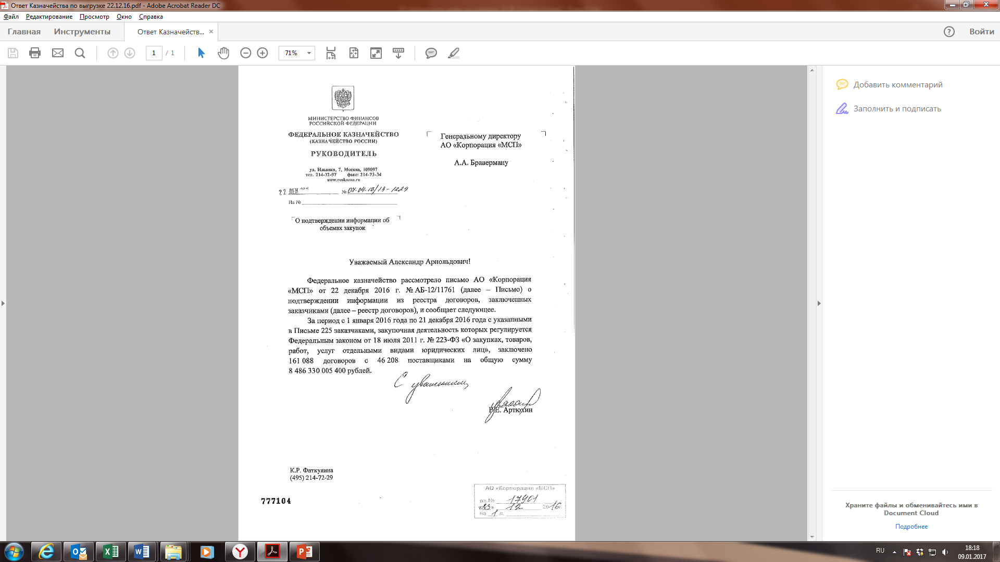 Ответ Казначейства по выгрузке 22.12.16.pdf - Adobe Acrobat Reader DC
Файл Редактирование Просмотр Окно Справка
Главная Инструменты Ответ Казначейств... Войти
1 / 1 71%
МИНИСТЕРСТВО ФИНАНСОВ
РОССИЙСКОЙ ФЕДЕРАЦИИ
ФЕДЕРАЛЬНОЕ КАЗНАЧЕЙСТВО
(КАЗНАЧЕЙСТВО РОССИИ)
РУКОВОДИТЕЛЬ
ул. Ильинка, 7, Москва, 109097
тел. 214-72-97 факс: 214-73-34
www.roskazna.ru
22 ДЕК № 07-04-18/13-1229
На №
О подтверждении информации об
объемах закупок
Генеральному директору
АО «Корпорация «МСП»
А.А. Браверману
Уважаемый Александр Арнольдович!
Федеральное казначейство рассмотрело письмо АО «Корпорация
«МСП» от 22 декабря 2016 г. № АБ-12/11761 (далее – Письмо) о
подтверждении информации из реестра договоров, заключенных
заказчиками (далее – реестр договоров), и сообщает следующее.
За период с 1 января 2016 года по 21 декабря 2016 года с указанными
в Письме 225 заказчиками, закупочная деятельность которых регулируется
Федеральным законом от 18 июля 2011 г. № 223-ФЗ «О закупках, товаров,
работ, услуг отдельными видами юридических лиц», заключено
161 088 договоров с 46 208 поставщиками на общую сумму
8 486 330 005 400 рублей.
С уважением,
Р.Е. Артюхин
К.Р. Фаткулина
(495) 214-72-29
777104
АО «Корпорация «МСП»
вх.№ 17901
«23» 12 2016г.
на 1 л.
Добавить комментарий
Заполнить и подписать
Храните файлы и обменивайтесь ими в
Document Cloud
Подробнее
RU
18:18
09.01.2017